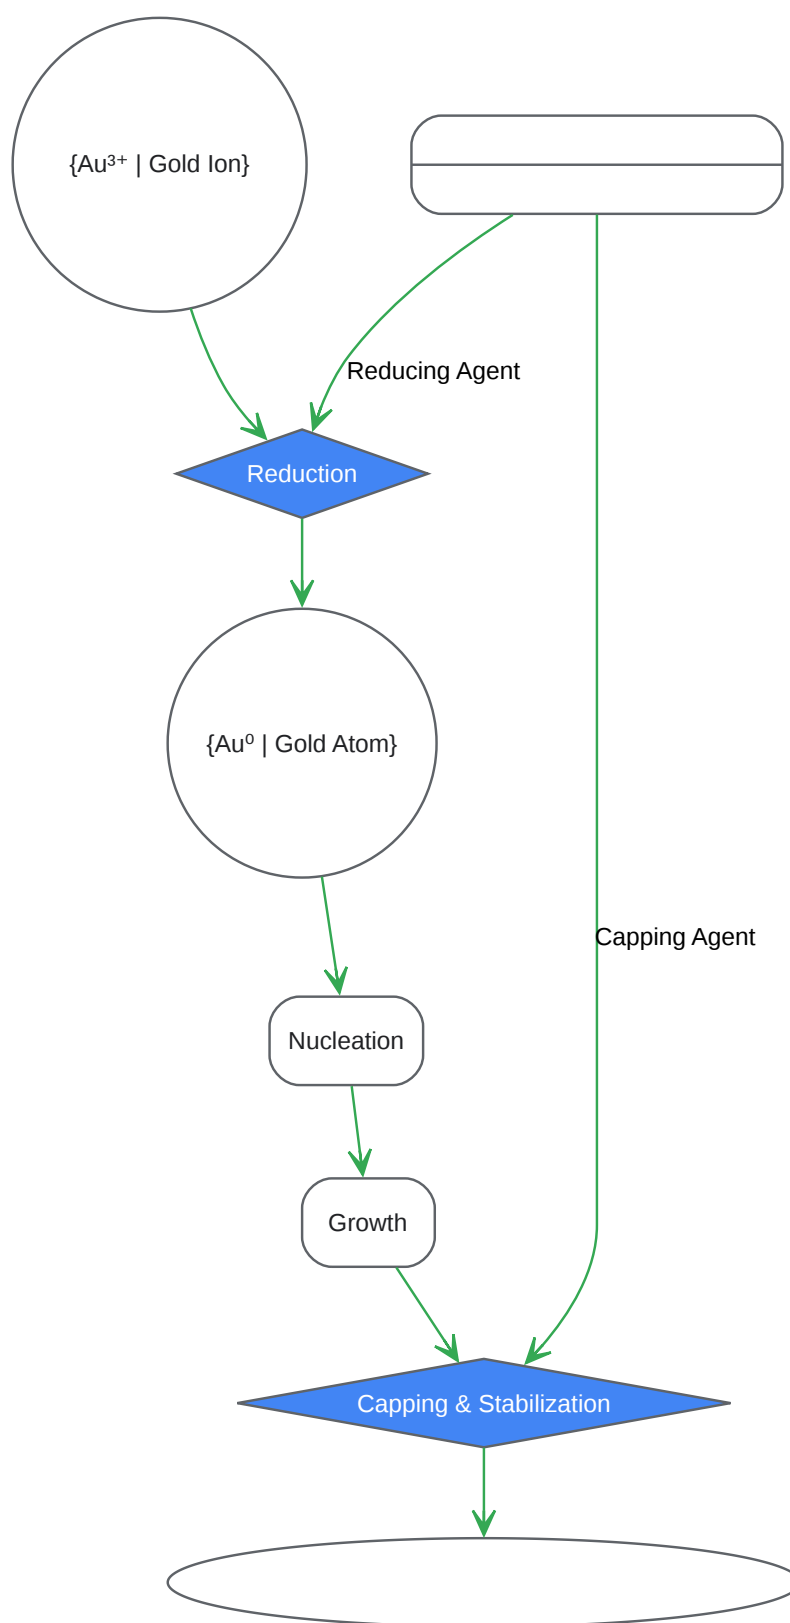 {Au³⁺ | Gold Ion}
Reducing Agent
Reduction
{Au⁰ | Gold Atom}
Capping Agent
Nucleation
Growth
Capping & Stabilization